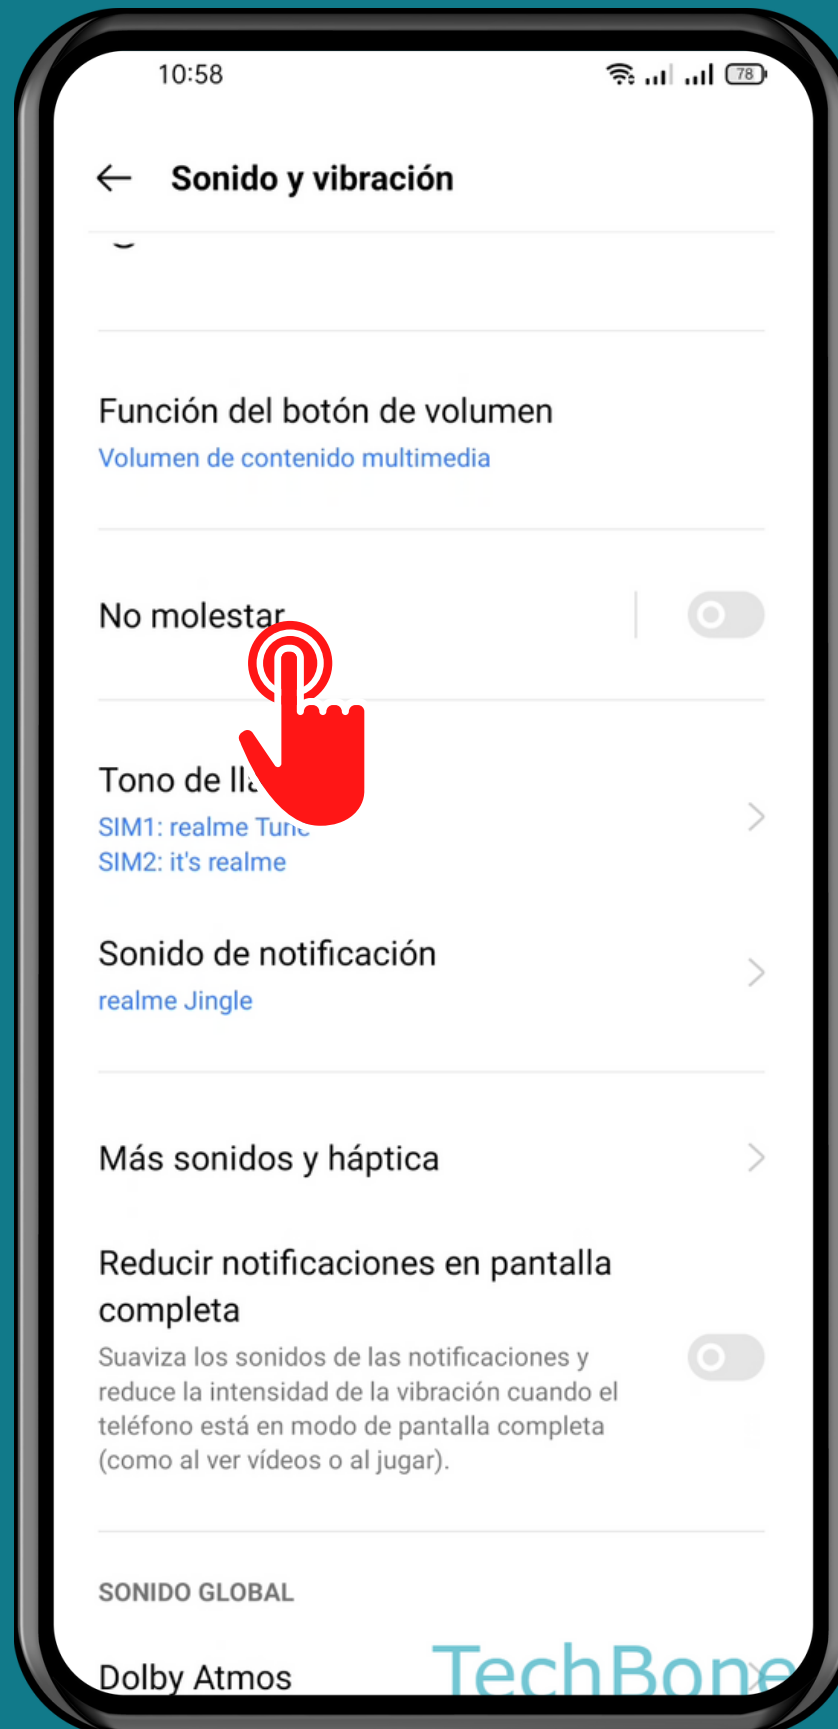 10:58
78
Sonido y vibración
Función del botón de volumen
Volumen de contenido multimedia
No molestar
Tono de
SIM1: realme Tune
SIM2: it's realme
Sonido de notificación
realme Jingle
Más sonidos y háptica
Reducir notificaciones en pantalla
completa
Suaviza los sonidos de las notificaciones y
reduce la intensidad de la vibración cuando el
teléfono está en modo de pantalla completa
(como al ver vídeos o al jugar).
SONIDO GLOBAL
Dolby Atmos
TechBone